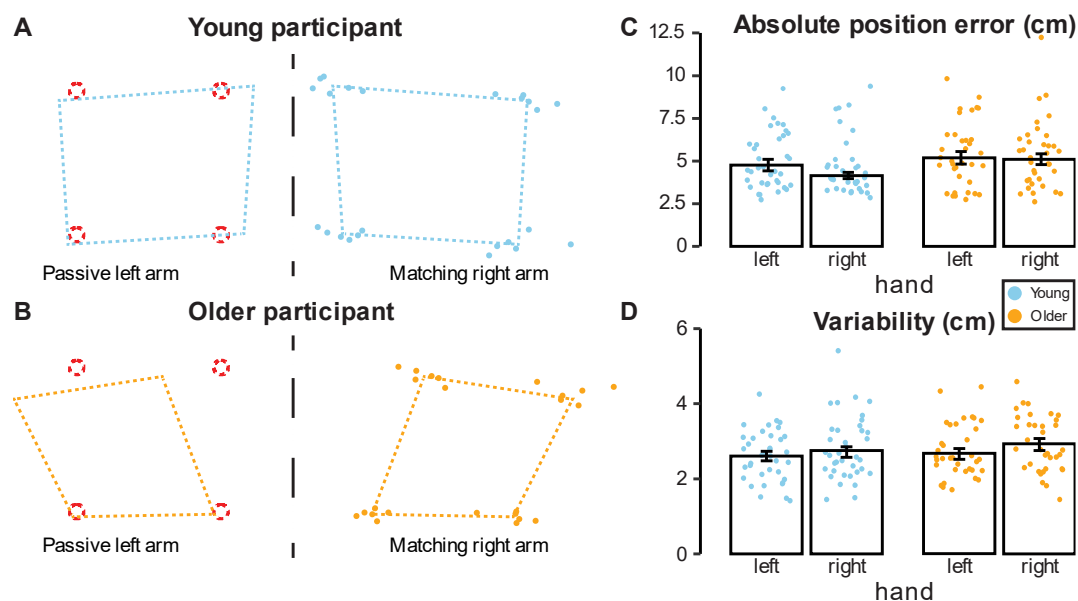 A
Young participant
Passive left arm
Matching right arm
B
Older participant
Passive left arm
Matching right arm
C
Absolute position error (cm)
12.5
10
7.5
5
2.5
0
left
right
left
right
hand
Young
Older
D
Variability (cm)
6
4
2
0
left
right
left
right
hand